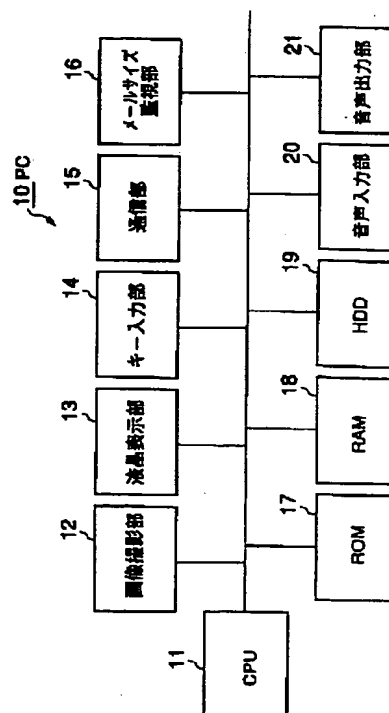 10 PC
12
画像撮影部
13
液晶表示部
14
キー入力部
15
通信部
16
メールサイズ
監視部
11
CPU
17
ROM
18
RAM
19
HDD
20
音声入力部
21
音声出力部